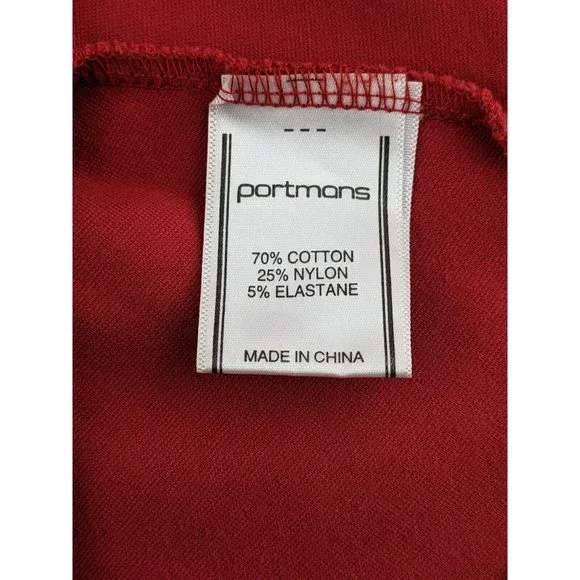 portmans
70% COTTON
25% NYLON
5% ELASTANE
MADE IN CHINA